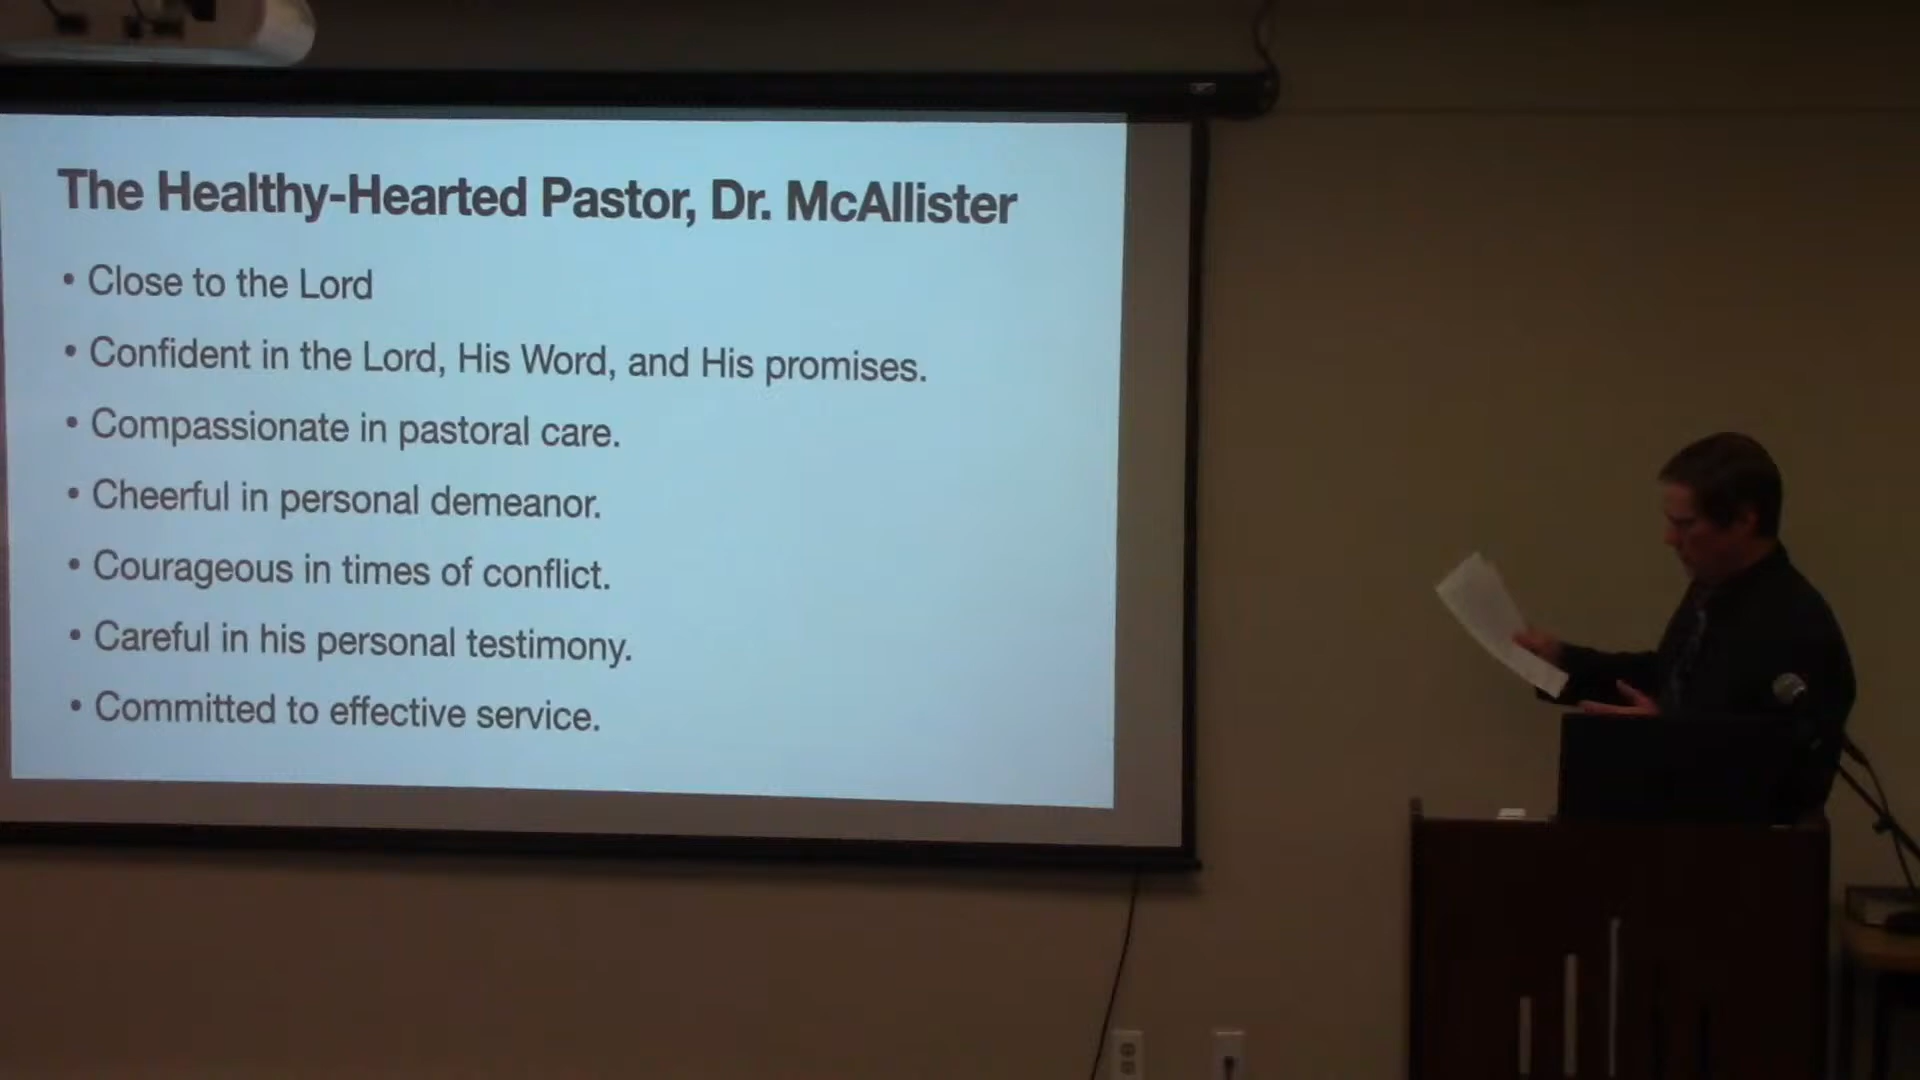 The Healthy-Hearted Pastor, Dr. McAllister
• Close to the Lord
• Confident in the Lord, His Word, and His promises.
• Compassionate in pastoral care.
• Cheerful in personal demeanor.
• Courageous in times of conflict.
• Careful in his personal testimony.
• Committed to effective service.